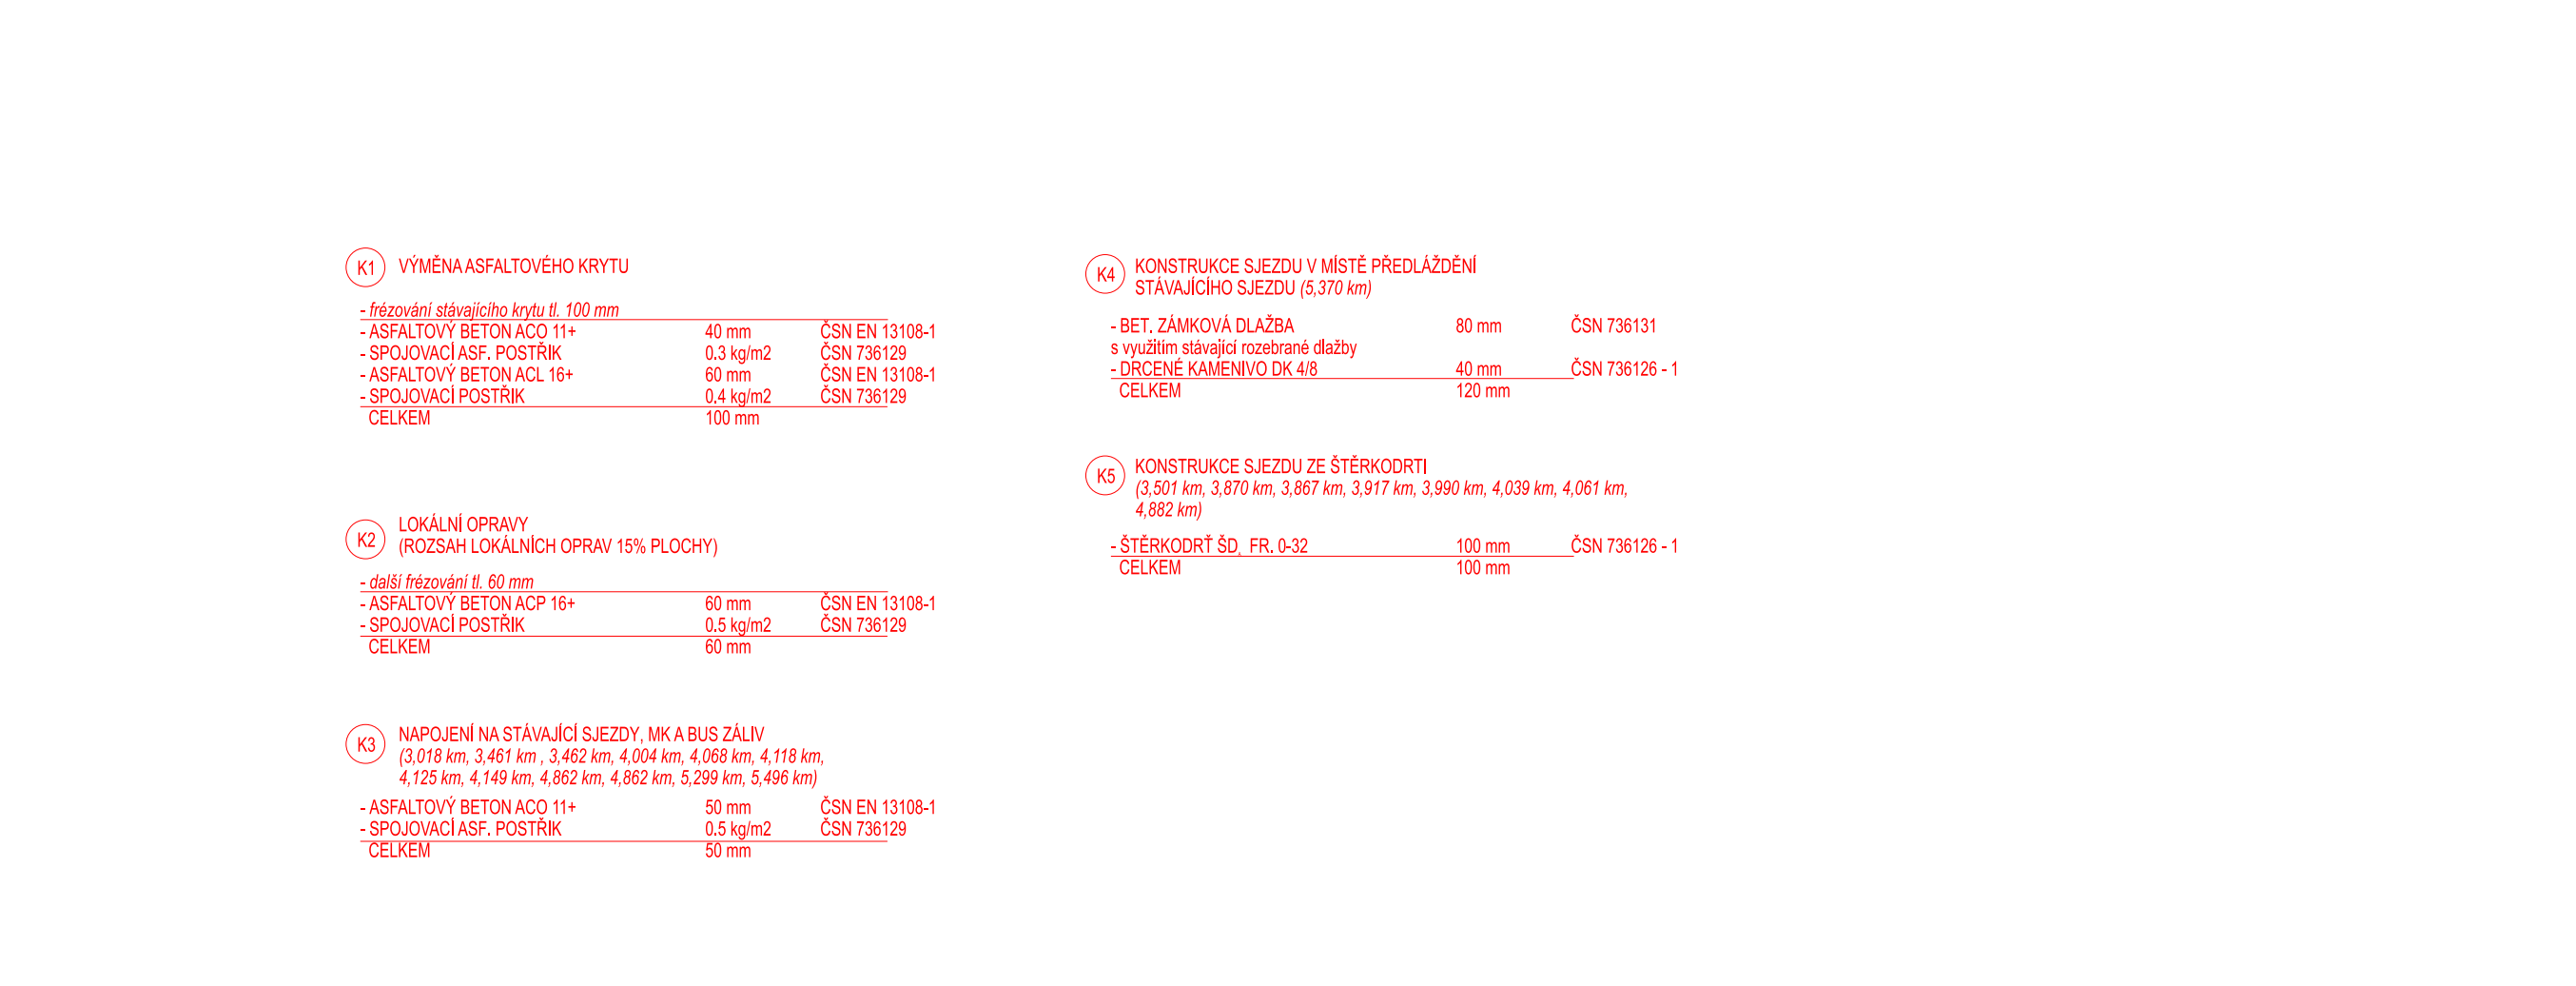 K1 VÝMĚNA ASFALTOVÉHO KRYTU
- frézování stávajícího krytu tl. 100 mm
- ASFALTOVÝ BETON ACO 11+ 40 mm ČSN EN 13108-1
- SPOJOVACÍ ASF. POSTŘIK 0.3 kg/m2 ČSN 736129
- ASFALTOVÝ BETON ACL 16+ 60 mm ČSN EN 13108-1
- SPOJOVACÍ POSTŘIK 0.4 kg/m2 ČSN 736129
CELKEM 100 mm
K2 LOKÁLNÍ OPRAVY
(ROZSAH LOKÁLNÍCH OPRAV 15% PLOCHY)
- další frézování tl. 60 mm
- ASFALTOVÝ BETON ACP 16+ 60 mm ČSN EN 13108-1
- SPOJOVACÍ POSTŘIK 0.5 kg/m2 ČSN 736129
CELKEM 60 mm
K3 NAPOJENÍ NA STÁVAJÍCÍ SJEZDY, MK A BUS ZÁLIV
(3,018 km, 3,461 km , 3,462 km, 4,004 km, 4,068 km, 4,118 km,
4,125 km, 4,149 km, 4,862 km, 4,862 km, 5,299 km, 5,496 km)
- ASFALTOVÝ BETON ACO 11+ 50 mm ČSN EN 13108-1
- SPOJOVACÍ ASF. POSTŘIK 0.5 kg/m2 ČSN 736129
CELKEM 50 mm
K4 KONSTRUKCE SJEZDU V MÍSTĚ PŘEDLÁŽDĚNÍ
STÁVAJÍCÍHO SJEZDU (5,370 km)
- BET. ZÁMKOVÁ DLAŽBA 80 mm ČSN 736131
s využitím stávající rozebrané dlažby
- DRCENÉ KAMENIVO DK 4/8 40 mm ČSN 736126 - 1
CELKEM 120 mm
K5 KONSTRUKCE SJEZDU ZE ŠTĚRKODRTI
(3,501 km, 3,870 km, 3,867 km, 3,917 km, 3,990 km, 4,039 km, 4,061 km,
4,882 km)
- ŠTĚRKODRŤ ŠD, FR. 0-32 100 mm ČSN 736126 - 1
CELKEM 100 mm